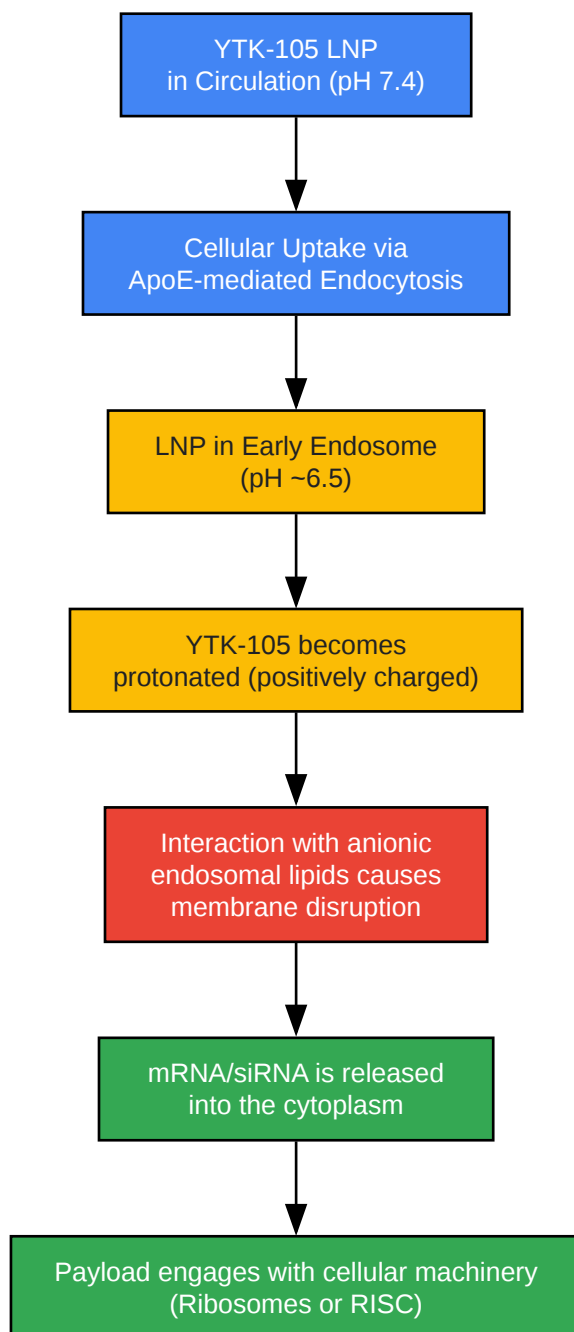 YTK-105 LNP
in Circulation (pH 7.4)
Cellular Uptake via
ApoE-mediated Endocytosis
LNP in Early Endosome
(pH ~6.5)
YTK-105 becomes
protonated (positively charged)
Interaction with anionic
endosomal lipids causes
membrane disruption
mRNA/siRNA is released
into the cytoplasm
Payload engages with cellular machinery
(Ribosomes or RISC)